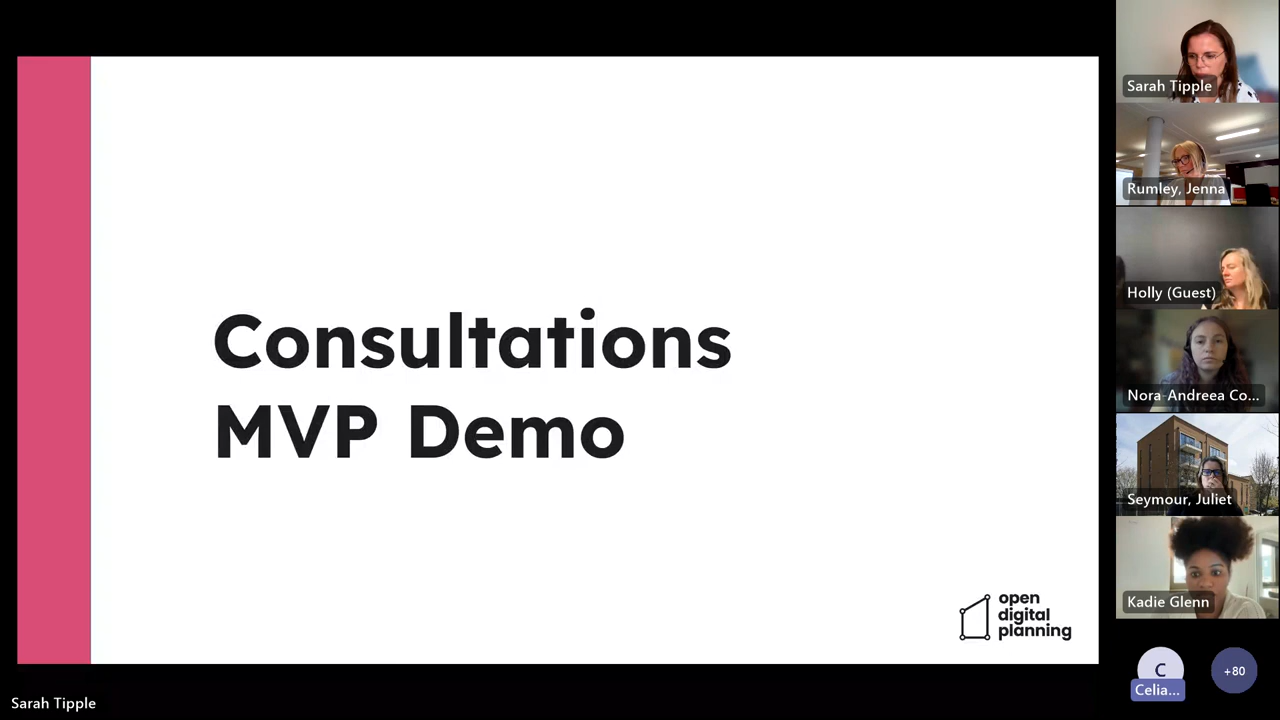 Consultations
MVP Demo
open
digital
planning
Sarah Tipple
Sarah Tipple
Rumley, Jenna
Holly (Guest)
Nora-Andreea Co...
Seymour, Juliet
Kadie Glenn
C
Celia...
+80